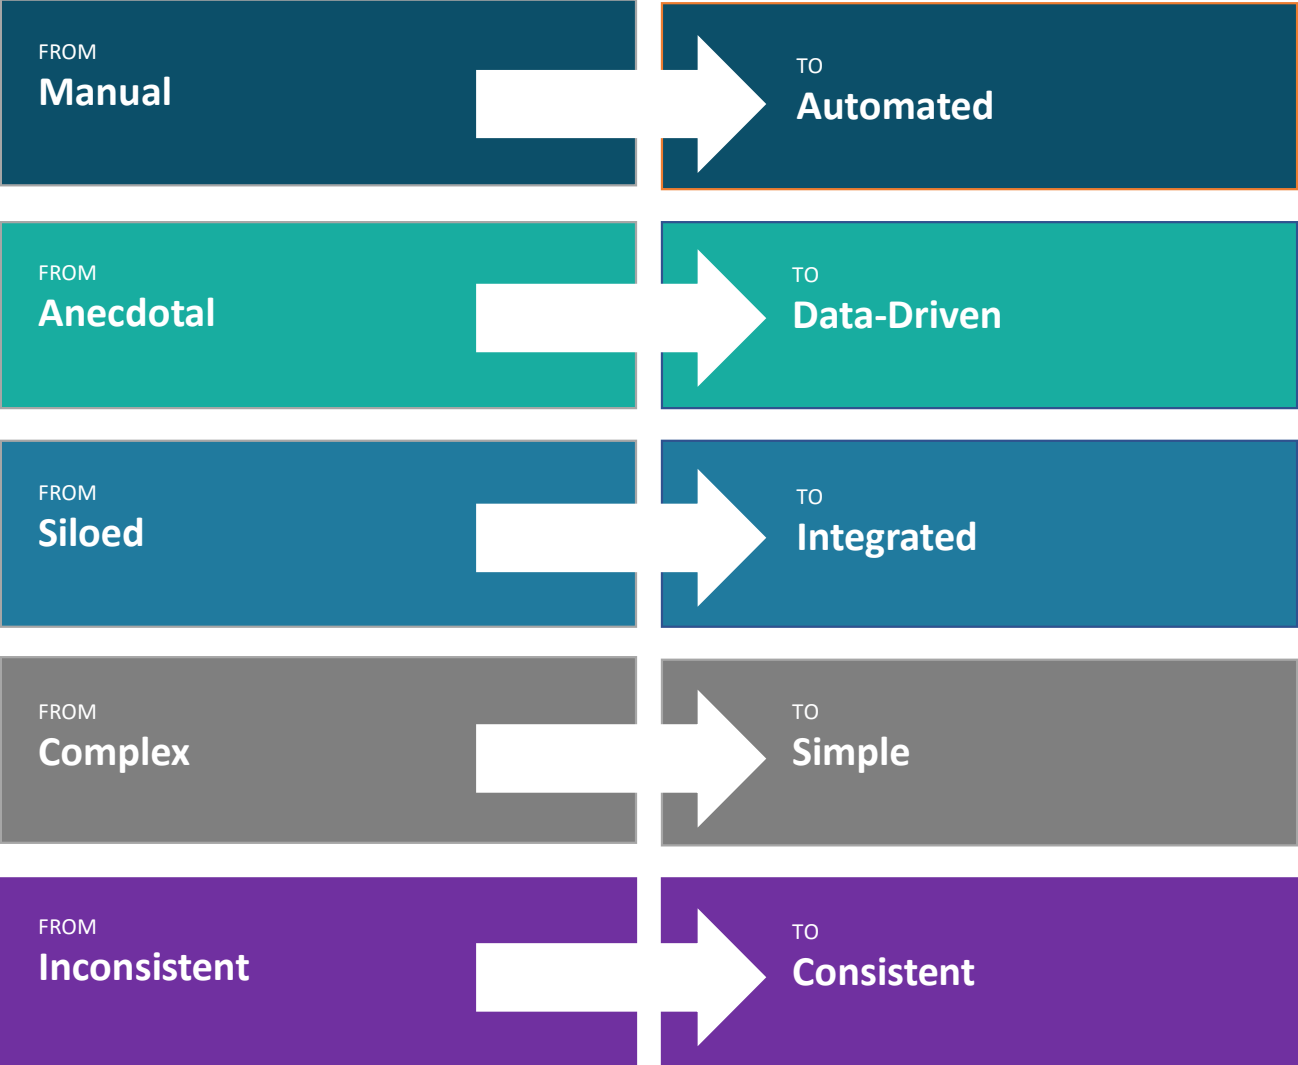 FROM
Manual
TO
Automated
FROM
Anecdotal
TO
Data-Driven
FROM
Siloed
TO
Integrated
FROM
Complex
TO
Simple
FROM
Inconsistent
TO
Consistent